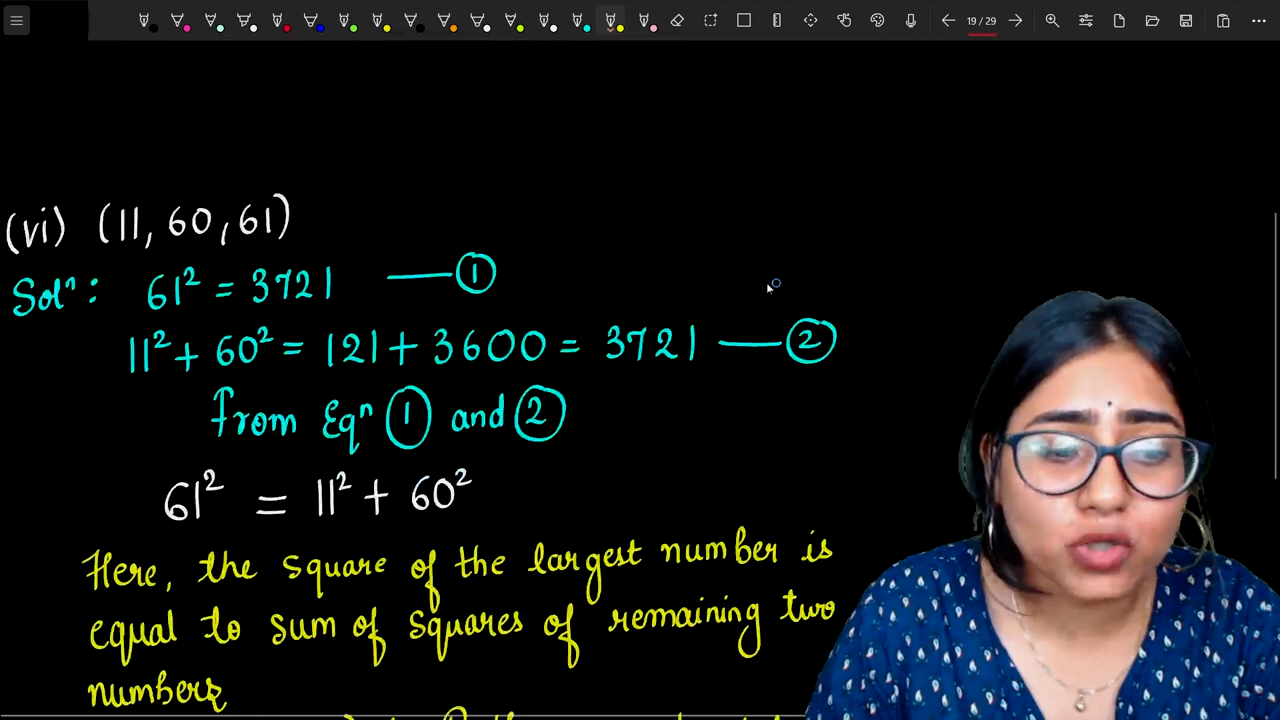 19 / 29
(vi) (11, 60, 61)
Solⁿ : 61² = 3721 —— ①
11² + 60² = 121 + 3600 = 3721 —— ②
from Eqⁿ ① and ②
61² = 11² + 60²
Here, the square of the largest number is
equal to sum of squares of remaining two
numbers